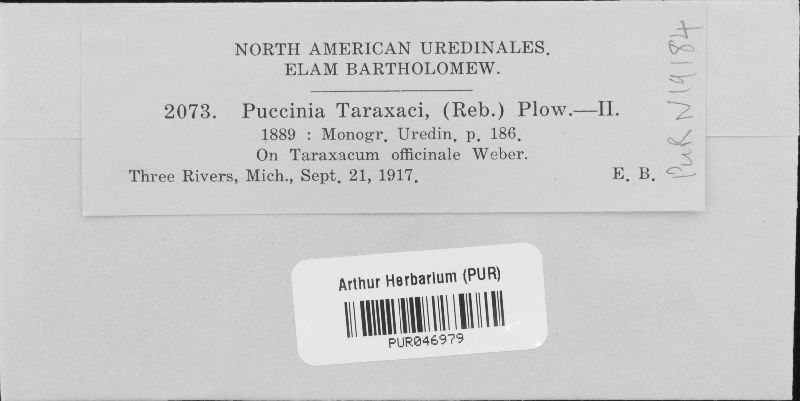 NORTH AMERICAN UREDINALES.
ELAM BARTHOLOMEW.
2073. Puccinia Taraxaci, (Reb.) Plow.—II.
1889 : Monogr. Uredin. p. 186.
On Taraxacum officinale Weber.
Three Rivers, Mich., Sept. 21, 1917. E. B.
PUR N19184
Arthur Herbarium (PUR)
PUR046979